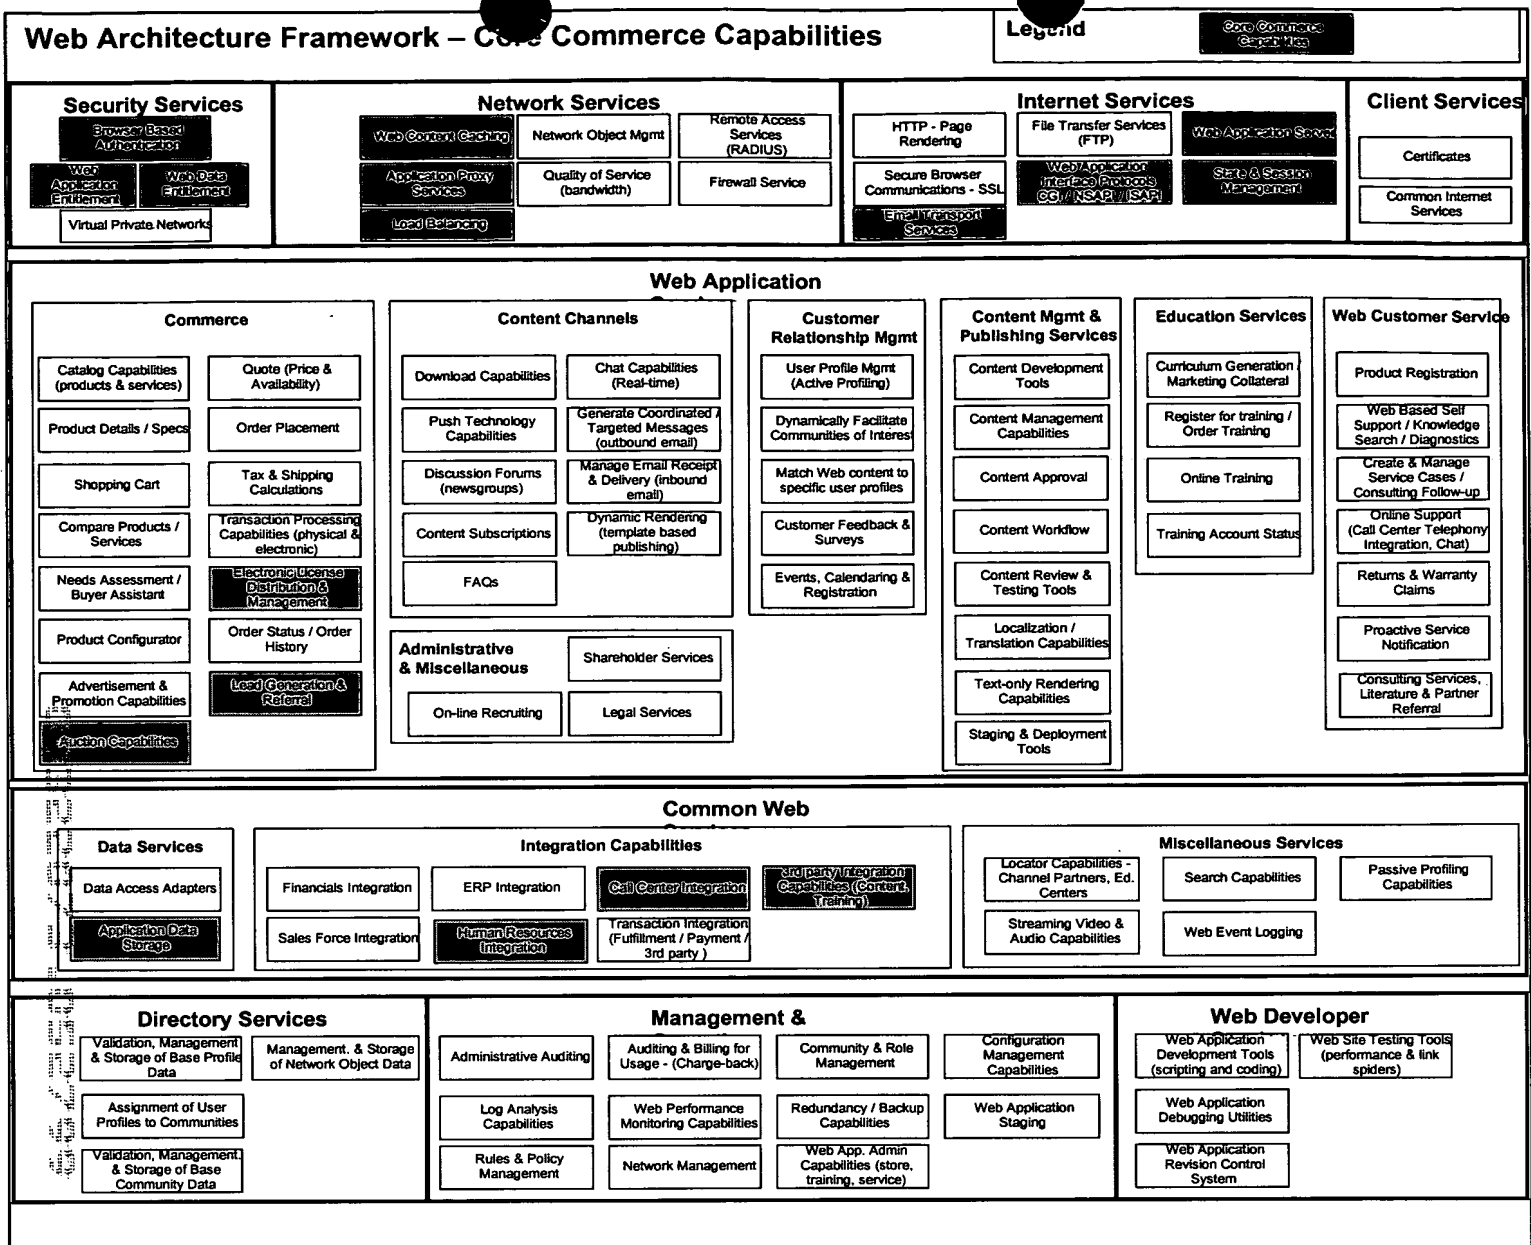 Web Architecture Framework – Core Commerce Capabilities
Legend
Core Commerce
Capabilities
Security Services
Browser Based
Authentication
Web
Application
Entitlement
Web Data
Entitlement
Virtual Private Networks
Network Services
Web Content Caching
Network Object Mgmt
Remote Access
Services
(RADIUS)
Application Proxy
Services
Quality of Service
(bandwidth)
Firewall Service
Load Balancing
Internet Services
HTTP - Page
Rendering
File Transfer Services
(FTP)
Web Application Server
Secure Browser
Communications - SSL
Web Application
Interface Protocols
CGI / NSAPI / ISAPI
State & Session
Management
Email Transport
Services
Client Services
Certificates
Common Internet
Services
Web Application
Commerce
Catalog Capabilities
(products & services)
Quote (Price &
Availability)
Product Details / Specs
Order Placement
Shopping Cart
Tax & Shipping
Calculations
Compare Products /
Services
Transaction Processing
Capabilities (physical &
electronic)
Needs Assessment /
Buyer Assistant
Electronic License
Distribution &
Management
Product Configurator
Order Status / Order
History
Advertisement &
Promotion Capabilities
Lead Generation &
Referral
Auction Capabilities
Content Channels
Download Capabilities
Chat Capabilities
(Real-time)
Push Technology
Capabilities
Generate Coordinated /
Targeted Messages
(outbound email)
Discussion Forums
(newsgroups)
Manage Email Receipt
& Delivery (inbound
email)
Content Subscriptions
Dynamic Rendering
(template based
publishing)
FAQs
Administrative
& Miscellaneous
Shareholder Services
On-line Recruiting
Legal Services
Customer
Relationship Mgmt
User Profile Mgmt
(Active Profiling)
Dynamically Facilitate
Communities of Interest
Match Web content to
specific user profiles
Customer Feedback &
Surveys
Events, Calendaring &
Registration
Content Mgmt &
Publishing Services
Content Development
Tools
Content Management
Capabilities
Content Approval
Content Workflow
Content Review &
Testing Tools
Localization /
Translation Capabilities
Text-only Rendering
Capabilities
Staging & Deployment
Tools
Education Services
Curriculum Generation /
Marketing Collateral
Register for training /
Order Training
Online Training
Training Account Status
Web Customer Service
Product Registration
Web Based Self
Support / Knowledge
Search / Diagnostics
Create & Manage
Service Cases /
Consulting Follow-up
Online Support
(Call Center Telephony
Integration, Chat)
Returns & Warranty
Claims
Proactive Service
Notification
Consulting Services,
Literature & Partner
Referral
Common Web
Data Services
Data Access Adapters
Application Data
Storage
Integration Capabilities
Financials Integration
ERP Integration
Call Center Integration
3rd party Integration
Capabilities (Content,
Training)
Sales Force Integration
Human Resources
Integration
Transaction Integration
(Fulfillment / Payment /
3rd party )
Miscellaneous Services
Locator Capabilities -
Channel Partners, Ed.
Centers
Search Capabilities
Passive Profiling
Capabilities
Streaming Video &
Audio Capabilities
Web Event Logging
Directory Services
Validation, Management
& Storage of Base Profile
Data
Management. & Storage
of Network Object Data
Assignment of User
Profiles to Communities
Validation, Management
& Storage of Base
Community Data
Management &
Administrative Auditing
Auditing & Billing for
Usage - (Charge-back)
Community & Role
Management
Configuration
Management
Capabilities
Log Analysis
Capabilities
Web Performance
Monitoring Capabilities
Redundancy / Backup
Capabilities
Web Application
Staging
Rules & Policy
Management
Network Management
Web App. Admin
Capabilities (store,
training, service)
Web Developer
Web Application
Development Tools
(scripting and coding)
Web Site Testing Tools
(performance & link
spiders)
Web Application
Debugging Utilities
Web Application
Revision Control
System